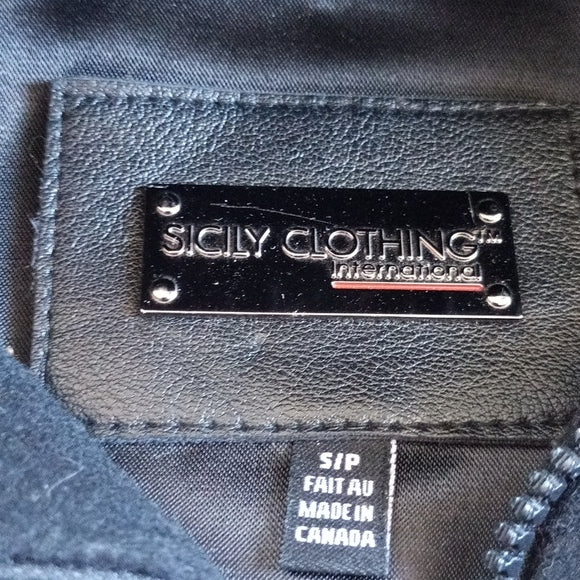 SICILY CLOTHING™
International
S/P
FAIT AU
MADE IN
CANADA